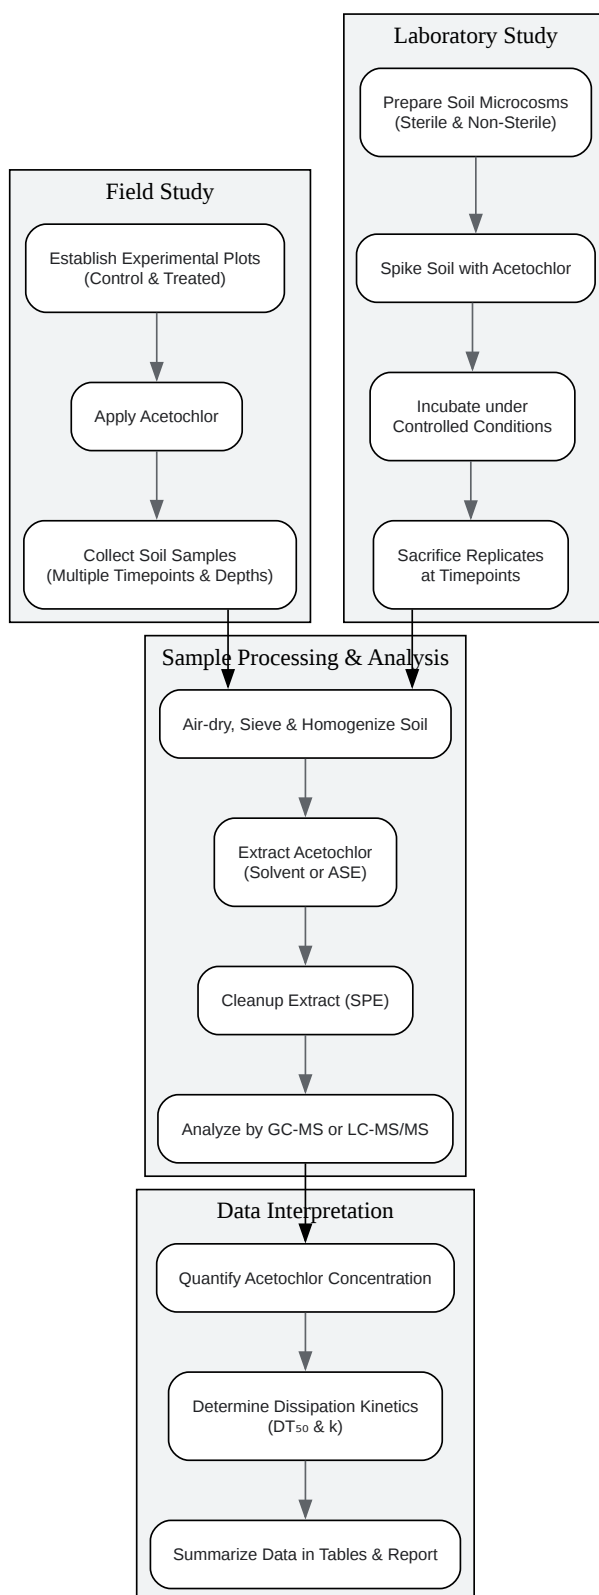 Laboratory Study
Prepare Soil Microcosms
(Sterile & Non-Sterile)
Spike Soil with Acetochlor
Incubate under
Controlled Conditions
Sacrifice Replicates
at Timepoints
Field Study
Establish Experimental Plots
(Control & Treated)
Apply Acetochlor
Collect Soil Samples
(Multiple Timepoints & Depths)
Sample Processing & Analysis
Air-dry, Sieve & Homogenize Soil
Extract Acetochlor
(Solvent or ASE)
Cleanup Extract (SPE)
Analyze by GC-MS or LC-MS/MS
Data Interpretation
Quantify Acetochlor Concentration
Determine Dissipation Kinetics
(DT₅₀ & k)
Summarize Data in Tables & Report